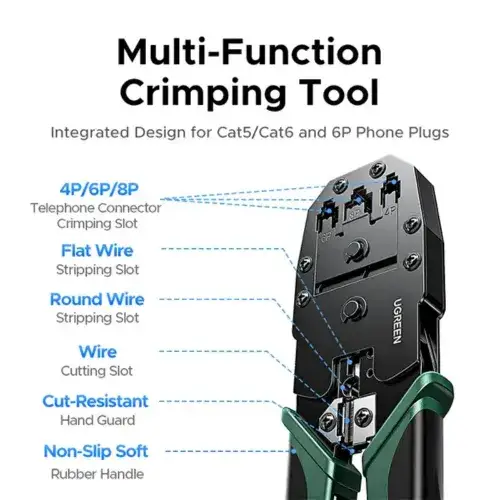 Multi-Function
Crimping Tool
Integrated Design for Cat5/Cat6 and 6P Phone Plugs
4P/6P/8P
Telephone Connector
Crimping Slot
Flat Wire
Stripping Slot
Round Wire
Stripping Slot
Wire
Cutting Slot
Cut-Resistant
Hand Guard
Non-Slip Soft
Rubber Handle
4P
UGREEN